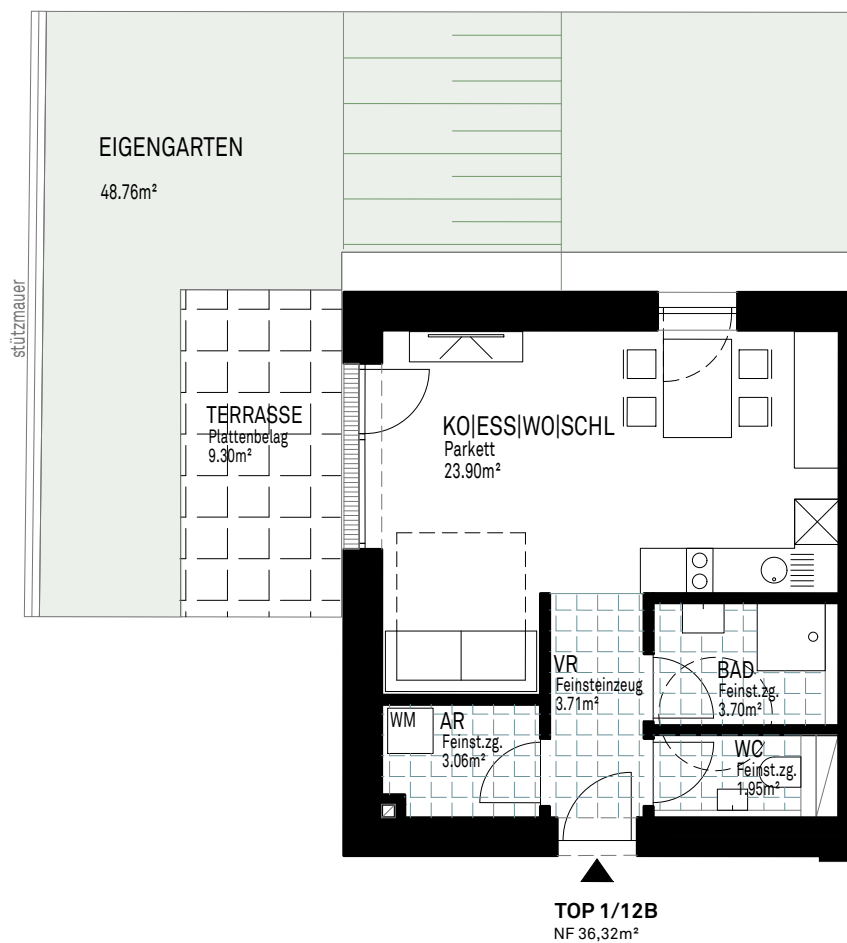 EIGENGARTEN
48.76m²
stützmauer
TERRASSE
Plattenbelag
9.30m²
KO|ESS|WO|SCHL
Parkett
23.90m²
VR
Feinsteinzeug
3.71m²
BAD
Feinst.zg.
3.70m²
WM
AR
Feinst.zg.
3.06m²
WC
Feinst.zg.
1.95m²
TOP 1/12B
NF 36,32m²